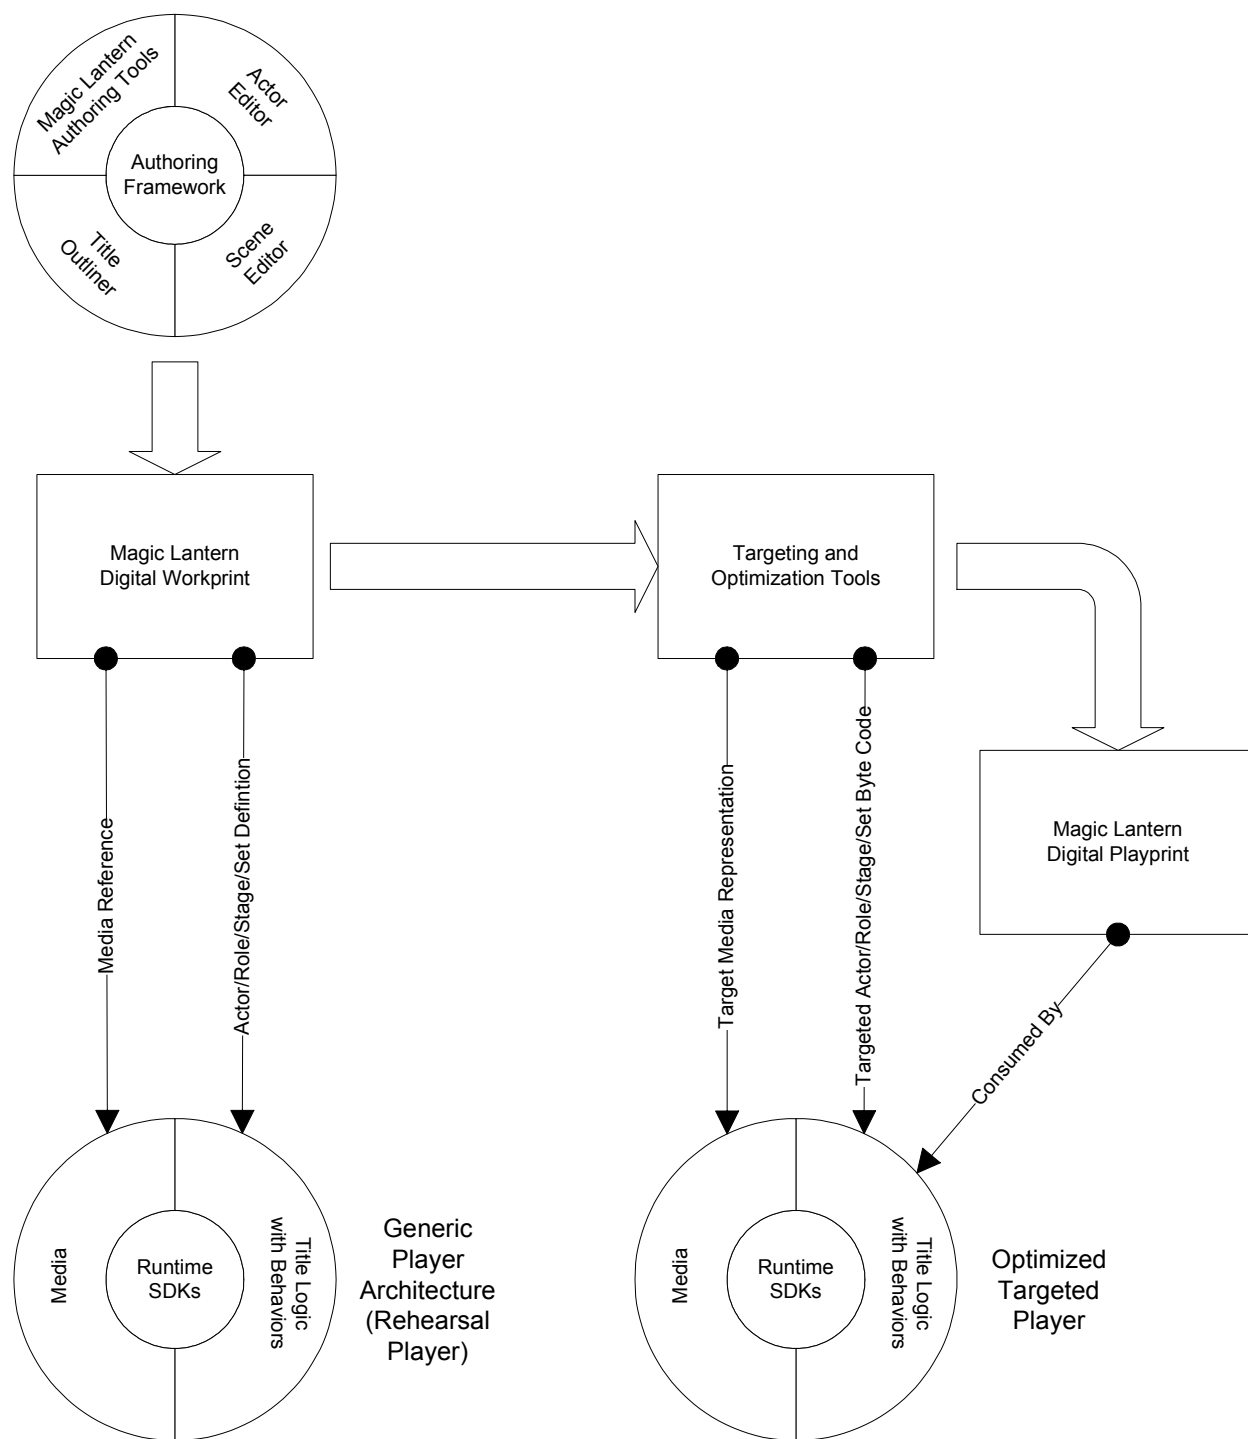 Magic Lantern
Authoring Tools
Actor
Editor
Authoring
Framework
Title
Outliner
Scene
Editor
Magic Lantern
Digital Workprint
Targeting and
Optimization Tools
Media Reference
Actor/Role/Stage/Set Defintion
Target Media Representation
Targeted Actor/Role/Stage/Set Byte Code
Magic Lantern
Digital Playprint
Consumed By
Media
Runtime
SDKs
Title Logic
with Behaviors
Generic
Player
Architecture
(Rehearsal
Player)
Media
Runtime
SDKs
Title Logic
with Behaviors
Optimized
Targeted
Player